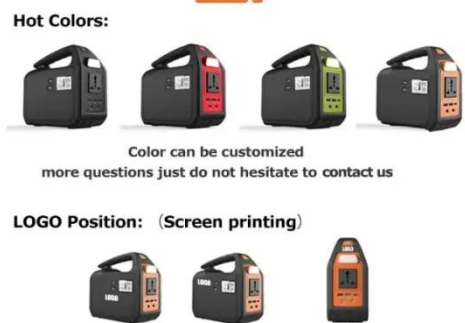 Hot Colors:
Color can be customized
more questions just do not hesitate to contact us
LOGO Position: （Screen printing）
LOGO
LOGO
LOGO